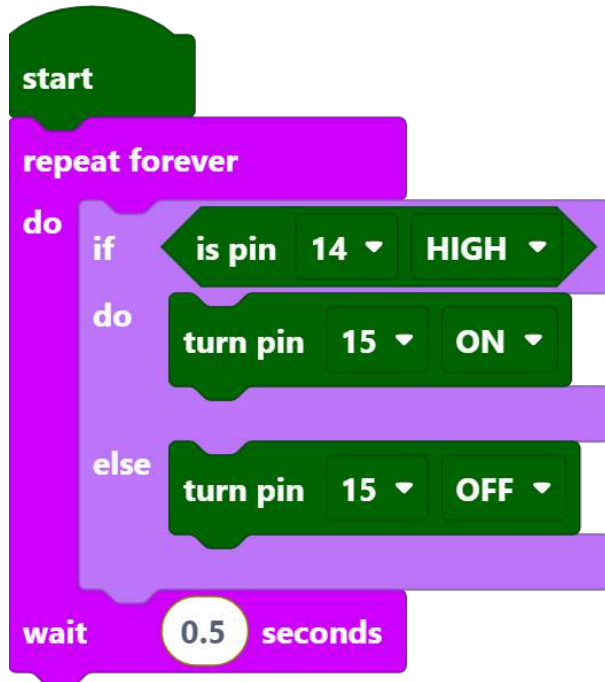 start
repeat forever
do
if is pin 14 HIGH
do
turn pin 15 ON
else
turn pin 15 OFF
wait 0.5 seconds